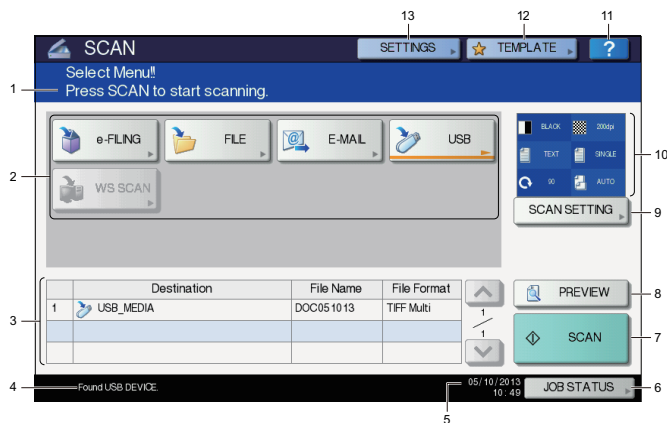 13 12 11
SCAN SETTINGS TEMPLATE ?
Select Menu!!
1 Press SCAN to start scanning.
e-FILING FILE E-MAIL USB
BLACK 200dpi
TEXT SINGLE 10
90 AUTO
2
WS SCAN
SCAN SETTING 9
Destination File Name File Format
PREVIEW 8
1 USB_MEDIA DOC051013 TIFF Multi
1
3
1
SCAN 7
4 Found USB DEVICE.
05/10/2013
10:49
JOB STATUS 6
5